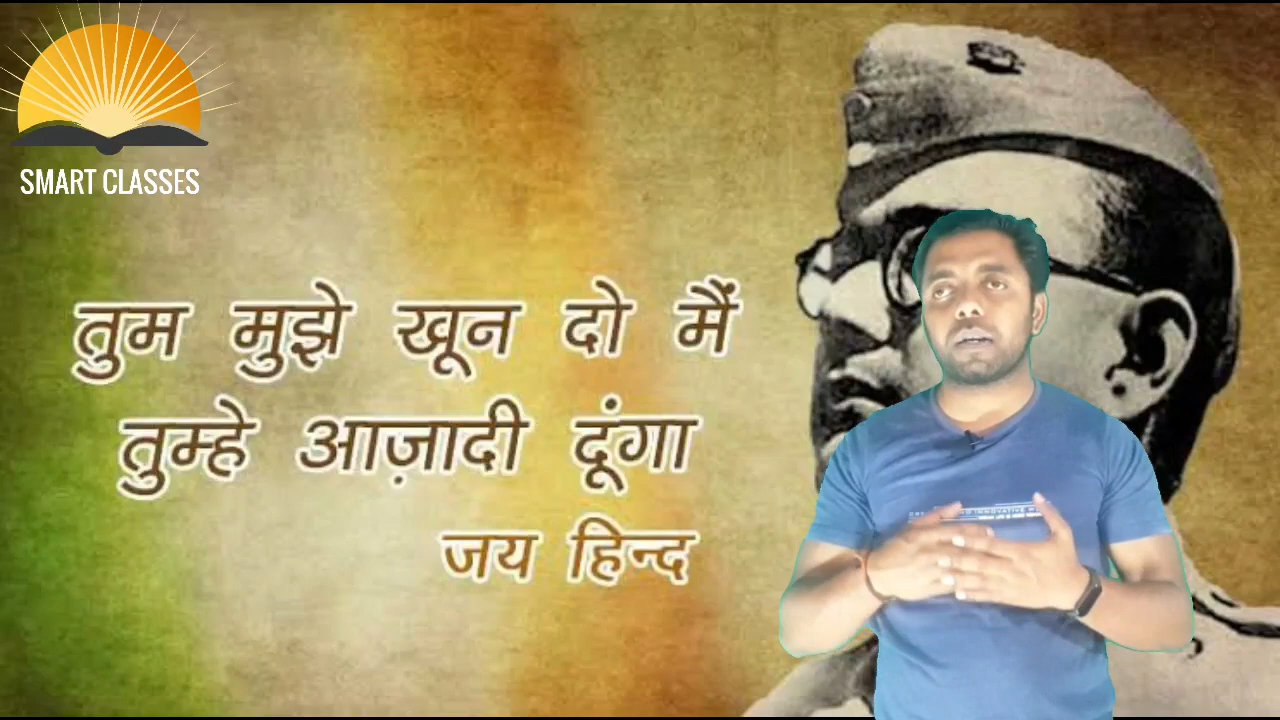 SMART CLASSES
तुम मुझे खून दो मैं
तुम्हे आज़ादी दूंगा
जय हिन्द